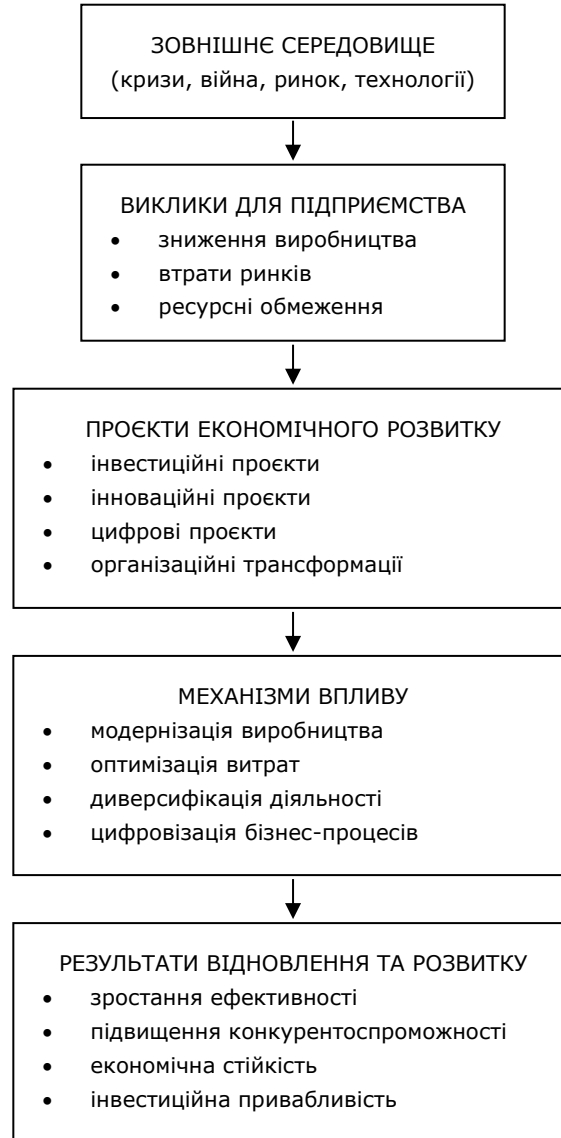 ЗОВНІШНЄ СЕРЕДОВИЩЕ
(кризи, війна, ринок, технології)
ВИКЛИКИ ДЛЯ ПІДПРИЄМСТВА
• зниження виробництва
• втрати ринків
• ресурсні обмеження
ПРОЄКТИ ЕКОНОМІЧНОГО РОЗВИТКУ
• інвестиційні проєкти
• інноваційні проєкти
• цифрові проєкти
• організаційні трансформації
МЕХАНІЗМИ ВПЛИВУ
• модернізація виробництва
• оптимізація витрат
• диверсифікація діяльності
• цифровізація бізнес-процесів
РЕЗУЛЬТАТИ ВІДНОВЛЕННЯ ТА РОЗВИТКУ
• зростання ефективності
• підвищення конкурентоспроможності
• економічна стійкість
• інвестиційна привабливість